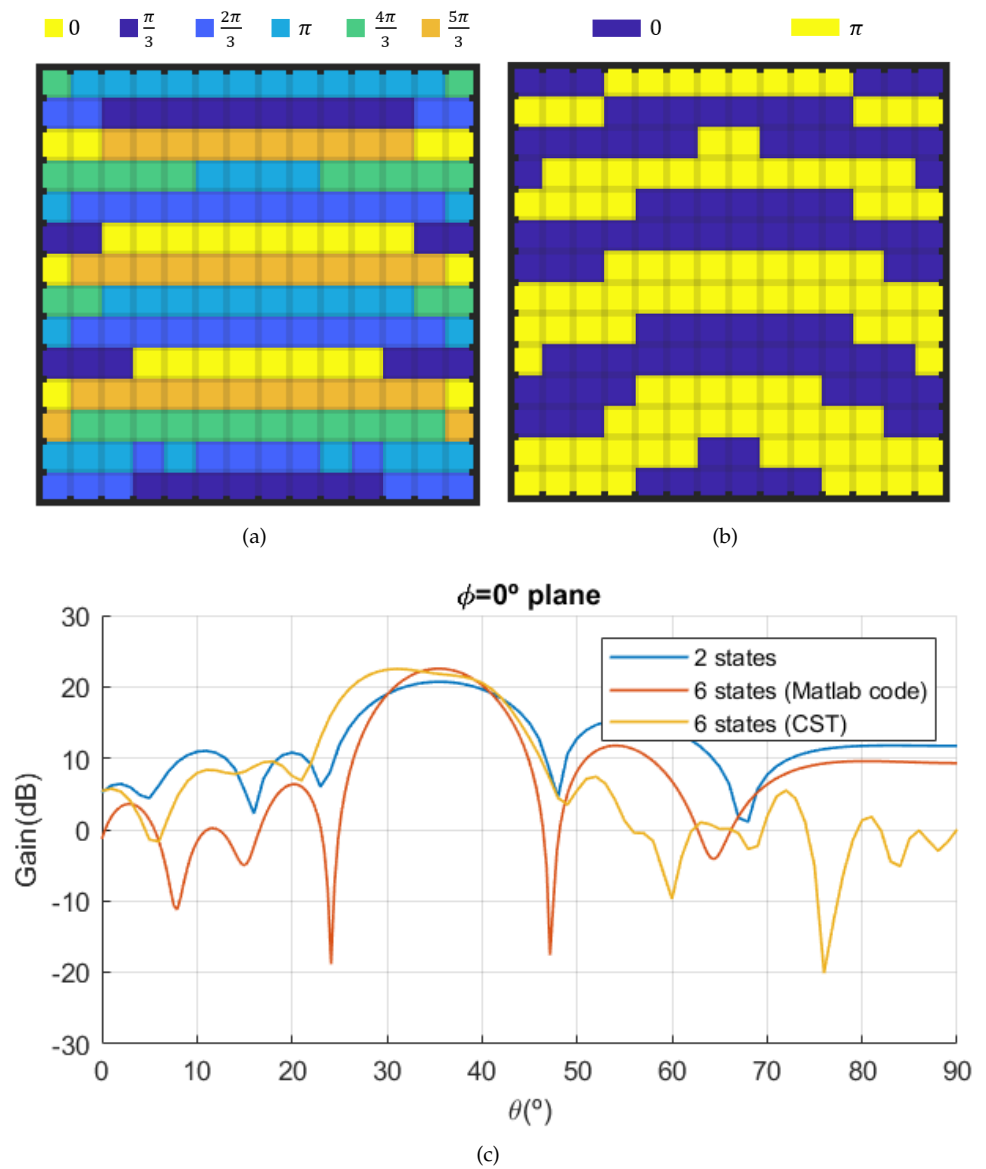 0 π/3 2π/3 π 4π/3 5π/3 0 π
(a) (b)
ϕ=0º plane
30
20
10
0
-10
-20
-30
Gain(dB)
2 states
6 states (Matlab code)
6 states (CST)
0 10 20 30 40 50 60 70 80 90
θ(º)
(c)